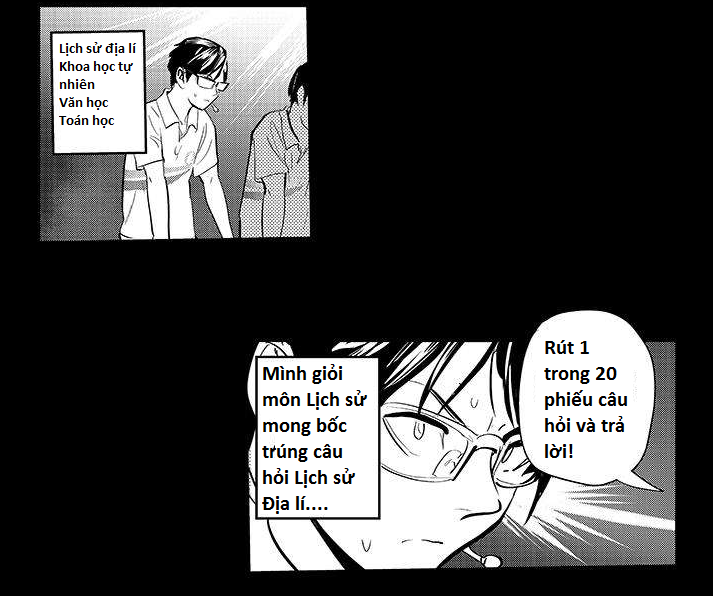 Lịch sử địa lí
Khoa học tự
nhiên
Văn học
Toán học
Rút 1
trong 20
phiếu câu
hỏi và trả
lời!
Mình giỏi
môn Lịch sử
mong bốc
trúng câu
hỏi Lịch sử
Địa lí....